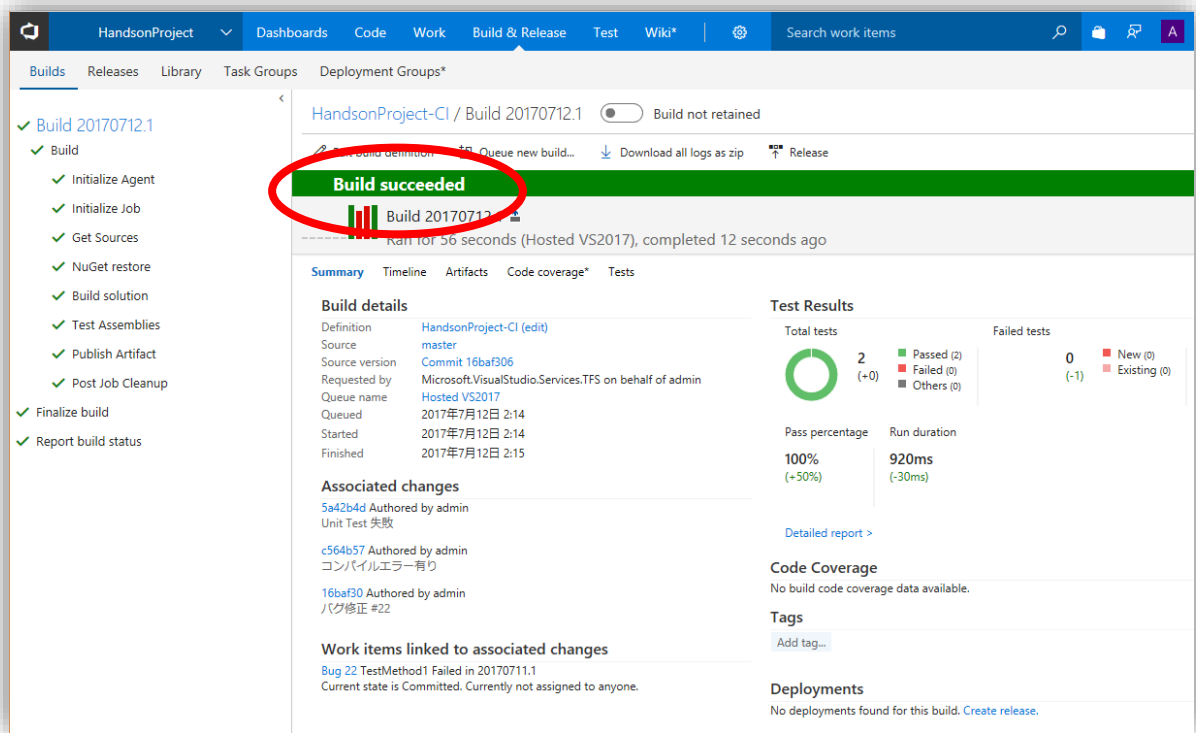 HandsonProject Dashboards Code Work Build & Release Test Wiki* Search work items A
Builds Releases Library Task Groups Deployment Groups*
Build 20170712.1
Build
Initialize Agent
Initialize Job
Get Sources
NuGet restore
Build solution
Test Assemblies
Publish Artifact
Post Job Cleanup
Finalize build
Report build status
HandsonProject-CI / Build 20170712.1 Build not retained
build definition Queue new build... Download all logs as zip Release
Build succeeded
Build 20170712.1
Ran for 56 seconds (Hosted VS2017), completed 12 seconds ago
Summary Timeline Artifacts Code coverage* Tests
Build details
Definition HandsonProject-CI (edit)
Source master
Source version Commit 16baf306
Requested by Microsoft.VisualStudio.Services.TFS on behalf of admin
Queue name Hosted VS2017
Queued 2017年7月12日 2:14
Started 2017年7月12日 2:14
Finished 2017年7月12日 2:15
Associated changes
5a42b4d Authored by admin
Unit Test 失敗
c564b57 Authored by admin
コンパイルエラー有り
16baf30 Authored by admin
バグ修正 #22
Work items linked to associated changes
Bug 22 TestMethod1 Failed in 20170711.1
Current state is Committed. Currently not assigned to anyone.
Test Results
Total tests Failed tests
2 Passed (2) 0 New (0)
(+0) Failed (0) (-1) Existing (0)
Others (0)
Pass percentage Run duration
100% 920ms
(+50%) (-30ms)
Detailed report >
Code Coverage
No build code coverage data available.
Tags
Add tag...
Deployments
No deployments found for this build. Create release.